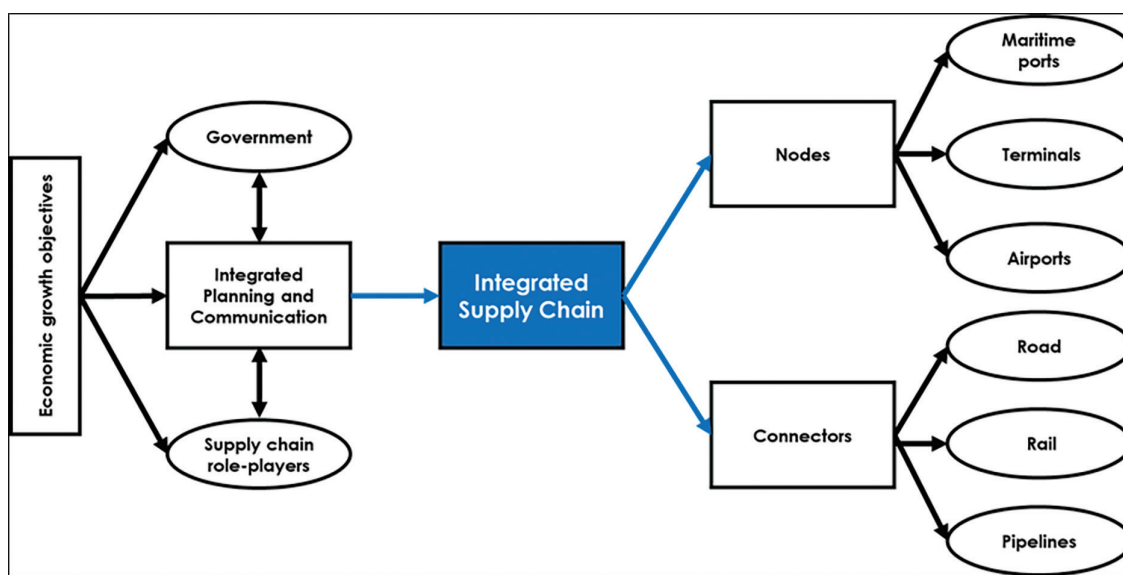 Economic growth objectives
Government
Integrated
Planning and
Communication
Supply chain
role-players
Integrated
Supply Chain
Nodes
Connectors
Maritime
ports
Terminals
Airports
Road
Rail
Pipelines